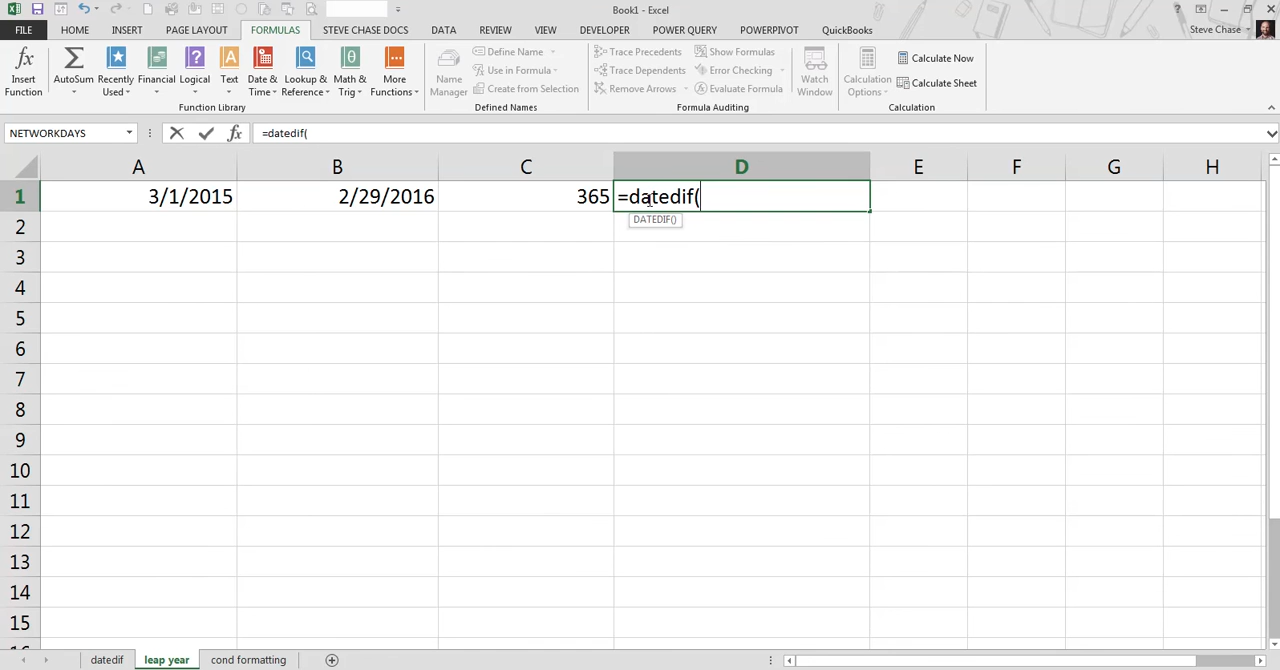 Book1 - Excel
FILE HOME INSERT PAGE LAYOUT FORMULAS STEVE CHASE DOCS DATA REVIEW VIEW DEVELOPER POWER QUERY POWERPIVOT QuickBooks Steve Chase
fx Insert Function
AutoSum
Recently Used
Financial
Logical
Text
Date & Time
Lookup & Reference
Math & Trig
More Functions
Function Library
Name Manager
Define Name
Use in Formula
Create from Selection
Defined Names
Trace Precedents
Trace Dependents
Remove Arrows
Show Formulas
Error Checking
Evaluate Formula
Formula Auditing
Watch Window
Calculation Options
Calculate Now
Calculate Sheet
Calculation
NETWORKDAYS fx =datedif(
A B C D E F G H
1 3/1/2015 2/29/2016 365 =datedif(
DATEDIF()
2
3
4
5
6
7
8
9
10
11
12
13
14
15
16
datedif leap year cond formatting